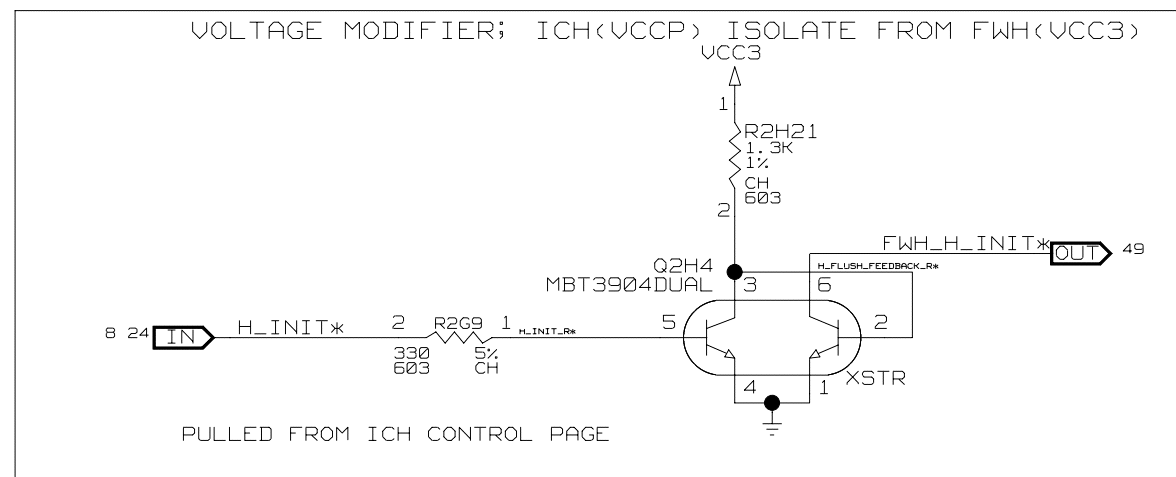 VOLTAGE MODIFIER; ICH(VCCP) ISOLATE FROM FWH(VCC3)
VCC3
1
R2H21
1.3K
1%
CH
603
2
FWH_H_INIT*
OUT
49
Q2H4
MBT3904DUAL
H_FLUSH_FEEDBACK_R*
3
6
8 24
IN
H_INIT*
2
R2G9
1
H_INIT_R*
5
2
330
603
5%
CH
4
1
XSTR
PULLED FROM ICH CONTROL PAGE